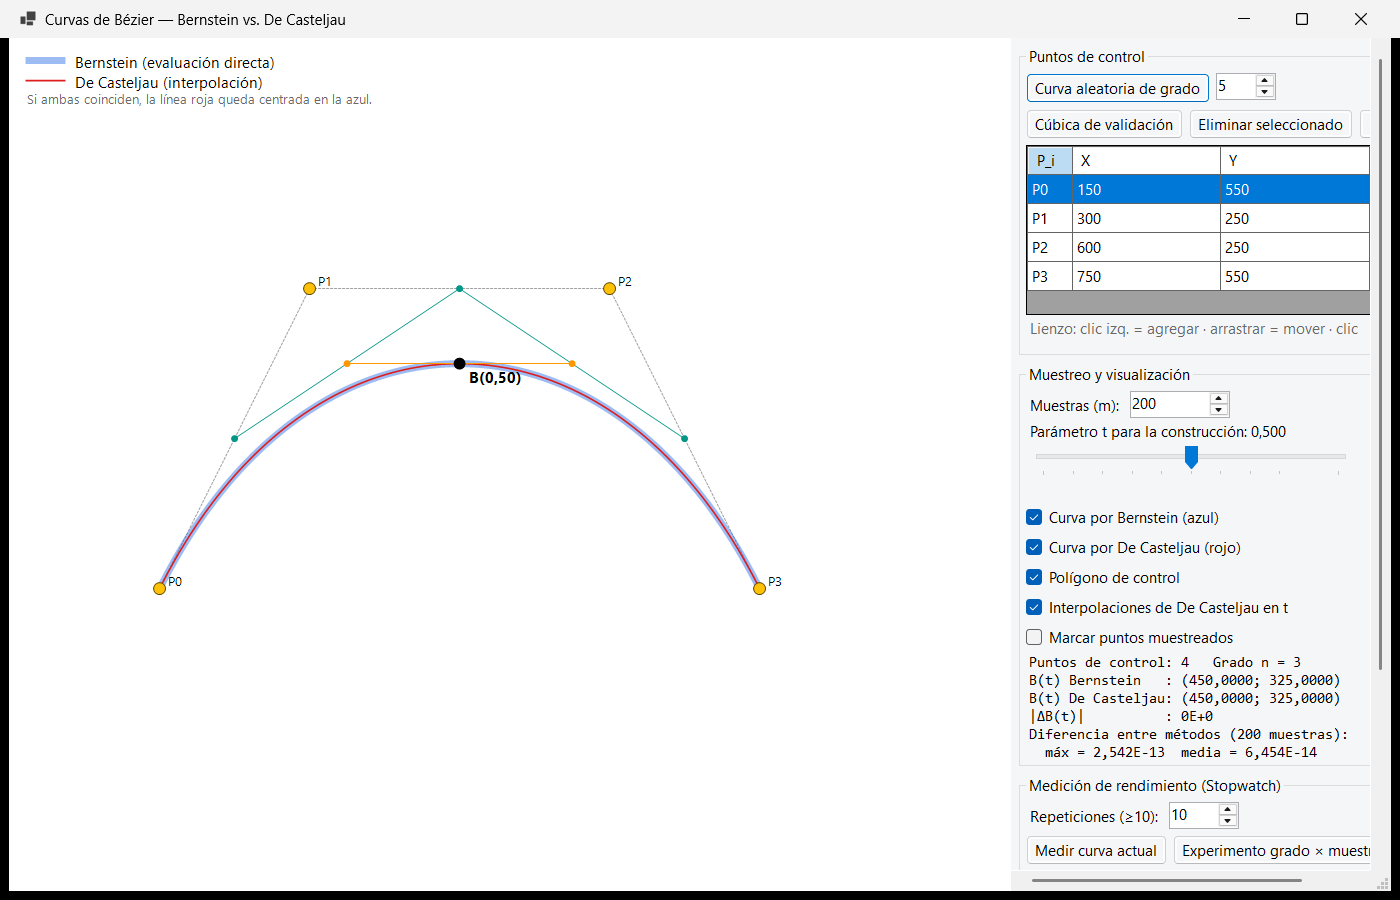 Curvas de Bézier — Bernstein vs. De Casteljau
Bernstein (evaluación directa)
De Casteljau (interpolación)
Si ambas coinciden, la línea roja queda centrada en la azul.
P1
P2
B(0,50)
P0
P3
Puntos de control
Curva aleatoria de grado 5
Cúbica de validación Eliminar seleccionado
P_i X Y
P0 150 550
P1 300 250
P2 600 250
P3 750 550
Lienzo: clic izq. = agregar · arrastrar = mover · clic
Muestreo y visualización
Muestras (m): 200
Parámetro t para la construcción: 0,500
Curva por Bernstein (azul)
Curva por De Casteljau (rojo)
Polígono de control
Interpolaciones de De Casteljau en t
Marcar puntos muestreados
Puntos de control: 4 Grado n = 3
B(t) Bernstein : (450,0000; 325,0000)
B(t) De Casteljau: (450,0000; 325,0000)
|ΔB(t)| : 0E+0
Diferencia entre métodos (200 muestras):
máx = 2,542E-13 media = 6,454E-14
Medición de rendimiento (Stopwatch)
Repeticiones (≥10): 10
Medir curva actual Experimento grado × muest